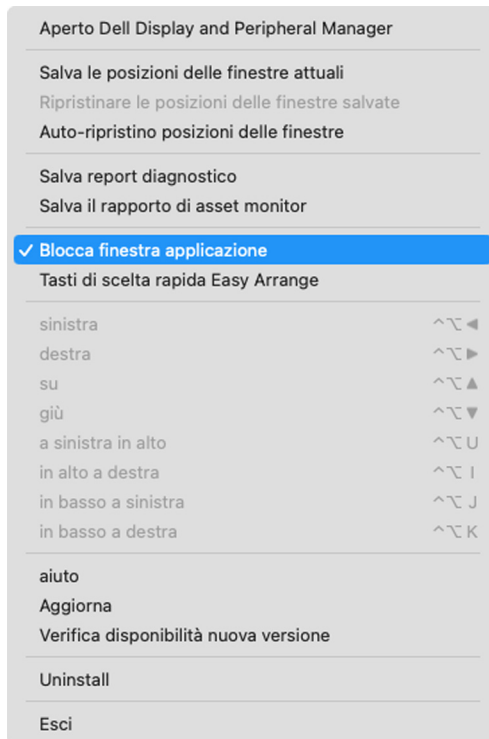 Aperto Dell Display and Peripheral Manager
Salva le posizioni delle finestre attuali
Ripristinare le posizioni delle finestre salvate
Auto-ripristino posizioni delle finestre
Salva report diagnostico
Salva il rapporto di asset monitor
✓ Blocca finestra applicazione
Tasti di scelta rapida Easy Arrange
sinistra ^⌥◀
destra ^⌥▶
su ^⌥▲
giù ^⌥▼
a sinistra in alto ^⌥U
in alto a destra ^⌥I
in basso a sinistra ^⌥J
in basso a destra ^⌥K
aiuto
Aggiorna
Verifica disponibilità nuova versione
Uninstall
Esci